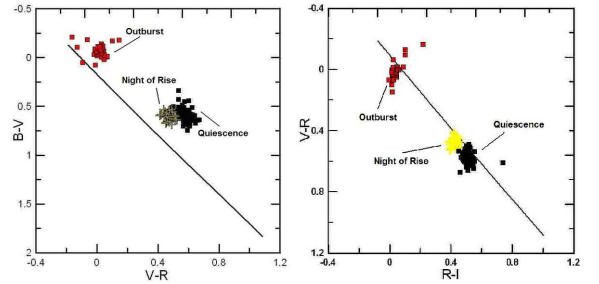 -0.5
0
0.5
1
1.5
2
B-V
Outburst
Night of Rise
Quiescence
-0.4
0
0.4
0.8
1.2
V-R
-0.4
0
0.4
0.8
1.2
V-R
Outburst
Night of Rise
Quiescence
-0.4
0
0.4
0.8
1.2
R-I